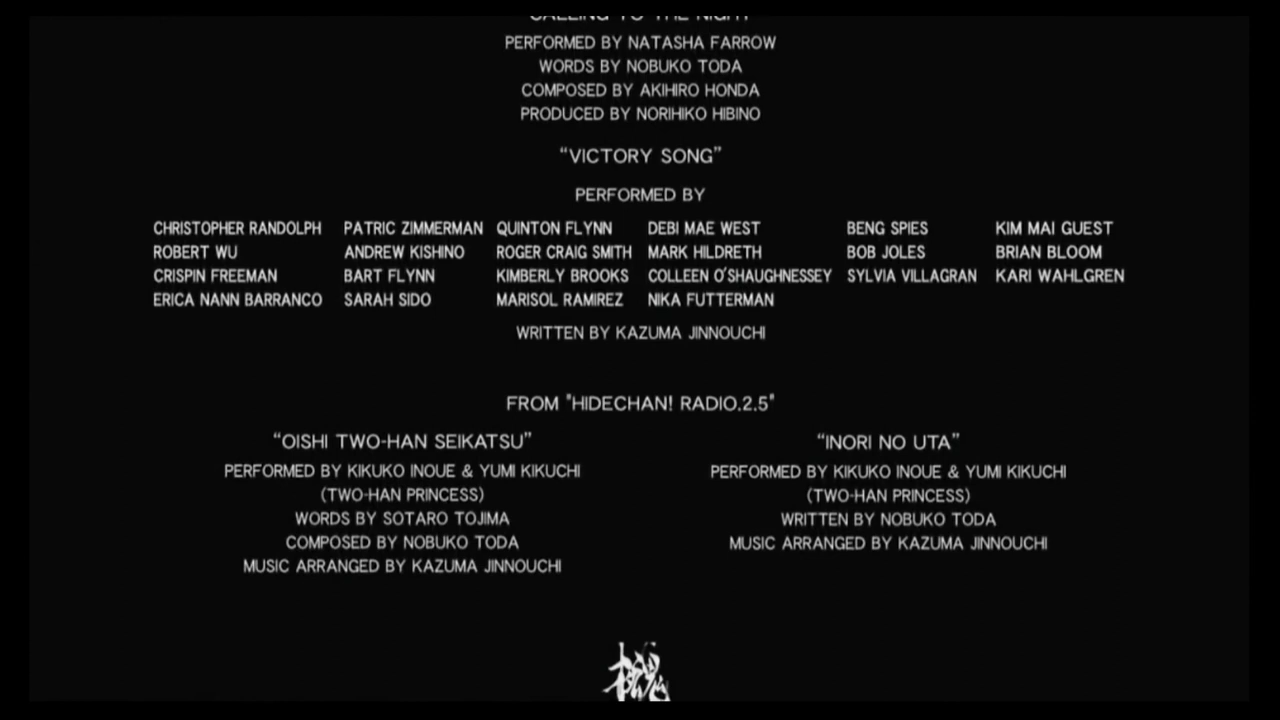 CALLING TO THE NIGHT
PERFORMED BY NATASHA FARROW
WORDS BY NOBUKO TODA
COMPOSED BY AKIHIRO HONDA
PRODUCED BY NORIHIKO HIBINO
“VICTORY SONG”
PERFORMED BY
CHRISTOPHER RANDOLPH PATRIC ZIMMERMAN QUINTON FLYNN DEBI MAE WEST BENG SPIES KIM MAI GUEST
ROBERT WU ANDREW KISHINO ROGER CRAIG SMITH MARK HILDRETH BOB JOLES BRIAN BLOOM
CRISPIN FREEMAN BART FLYNN KIMBERLY BROOKS COLLEEN O'SHAUGHNESSEY SYLVIA VILLAGRAN KARI WAHLGREN
ERICA NANN BARRANCO SARAH SIDO MARISOL RAMIREZ NIKA FUTTERMAN
WRITTEN BY KAZUMA JINNOUCHI
FROM "HIDECHAN! RADIO.2.5"
“OISHI TWO-HAN SEIKATSU”
PERFORMED BY KIKUKO INOUE & YUMI KIKUCHI
(TWO-HAN PRINCESS)
WORDS BY SOTARO TOJIMA
COMPOSED BY NOBUKO TODA
MUSIC ARRANGED BY KAZUMA JINNOUCHI
“INORI NO UTA”
PERFORMED BY KIKUKO INOUE & YUMI KIKUCHI
(TWO-HAN PRINCESS)
WRITTEN BY NOBUKO TODA
MUSIC ARRANGED BY KAZUMA JINNOUCHI